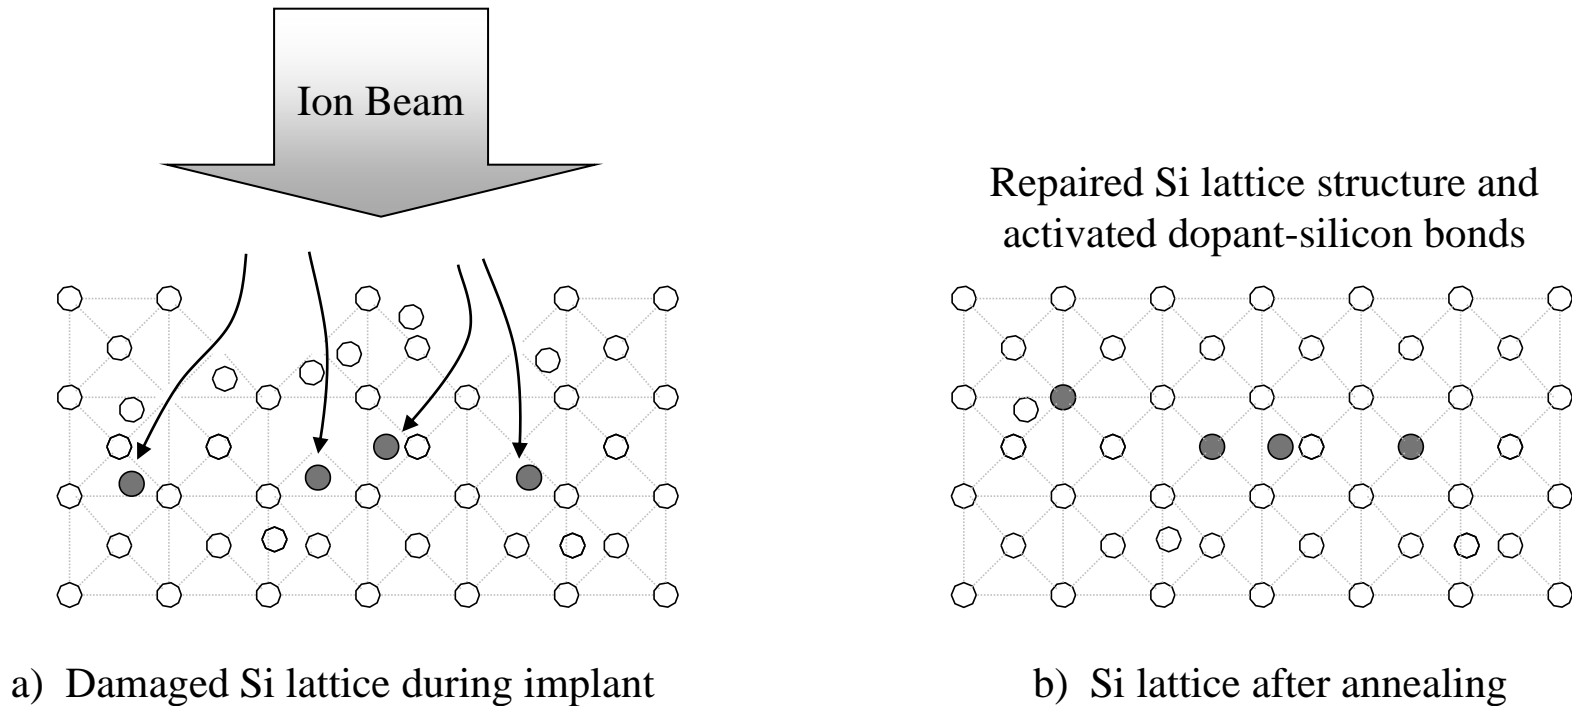 Ion Beam
Repaired Si lattice structure and
activated dopant-silicon bonds
a) Damaged Si lattice during implant
b) Si lattice after annealing